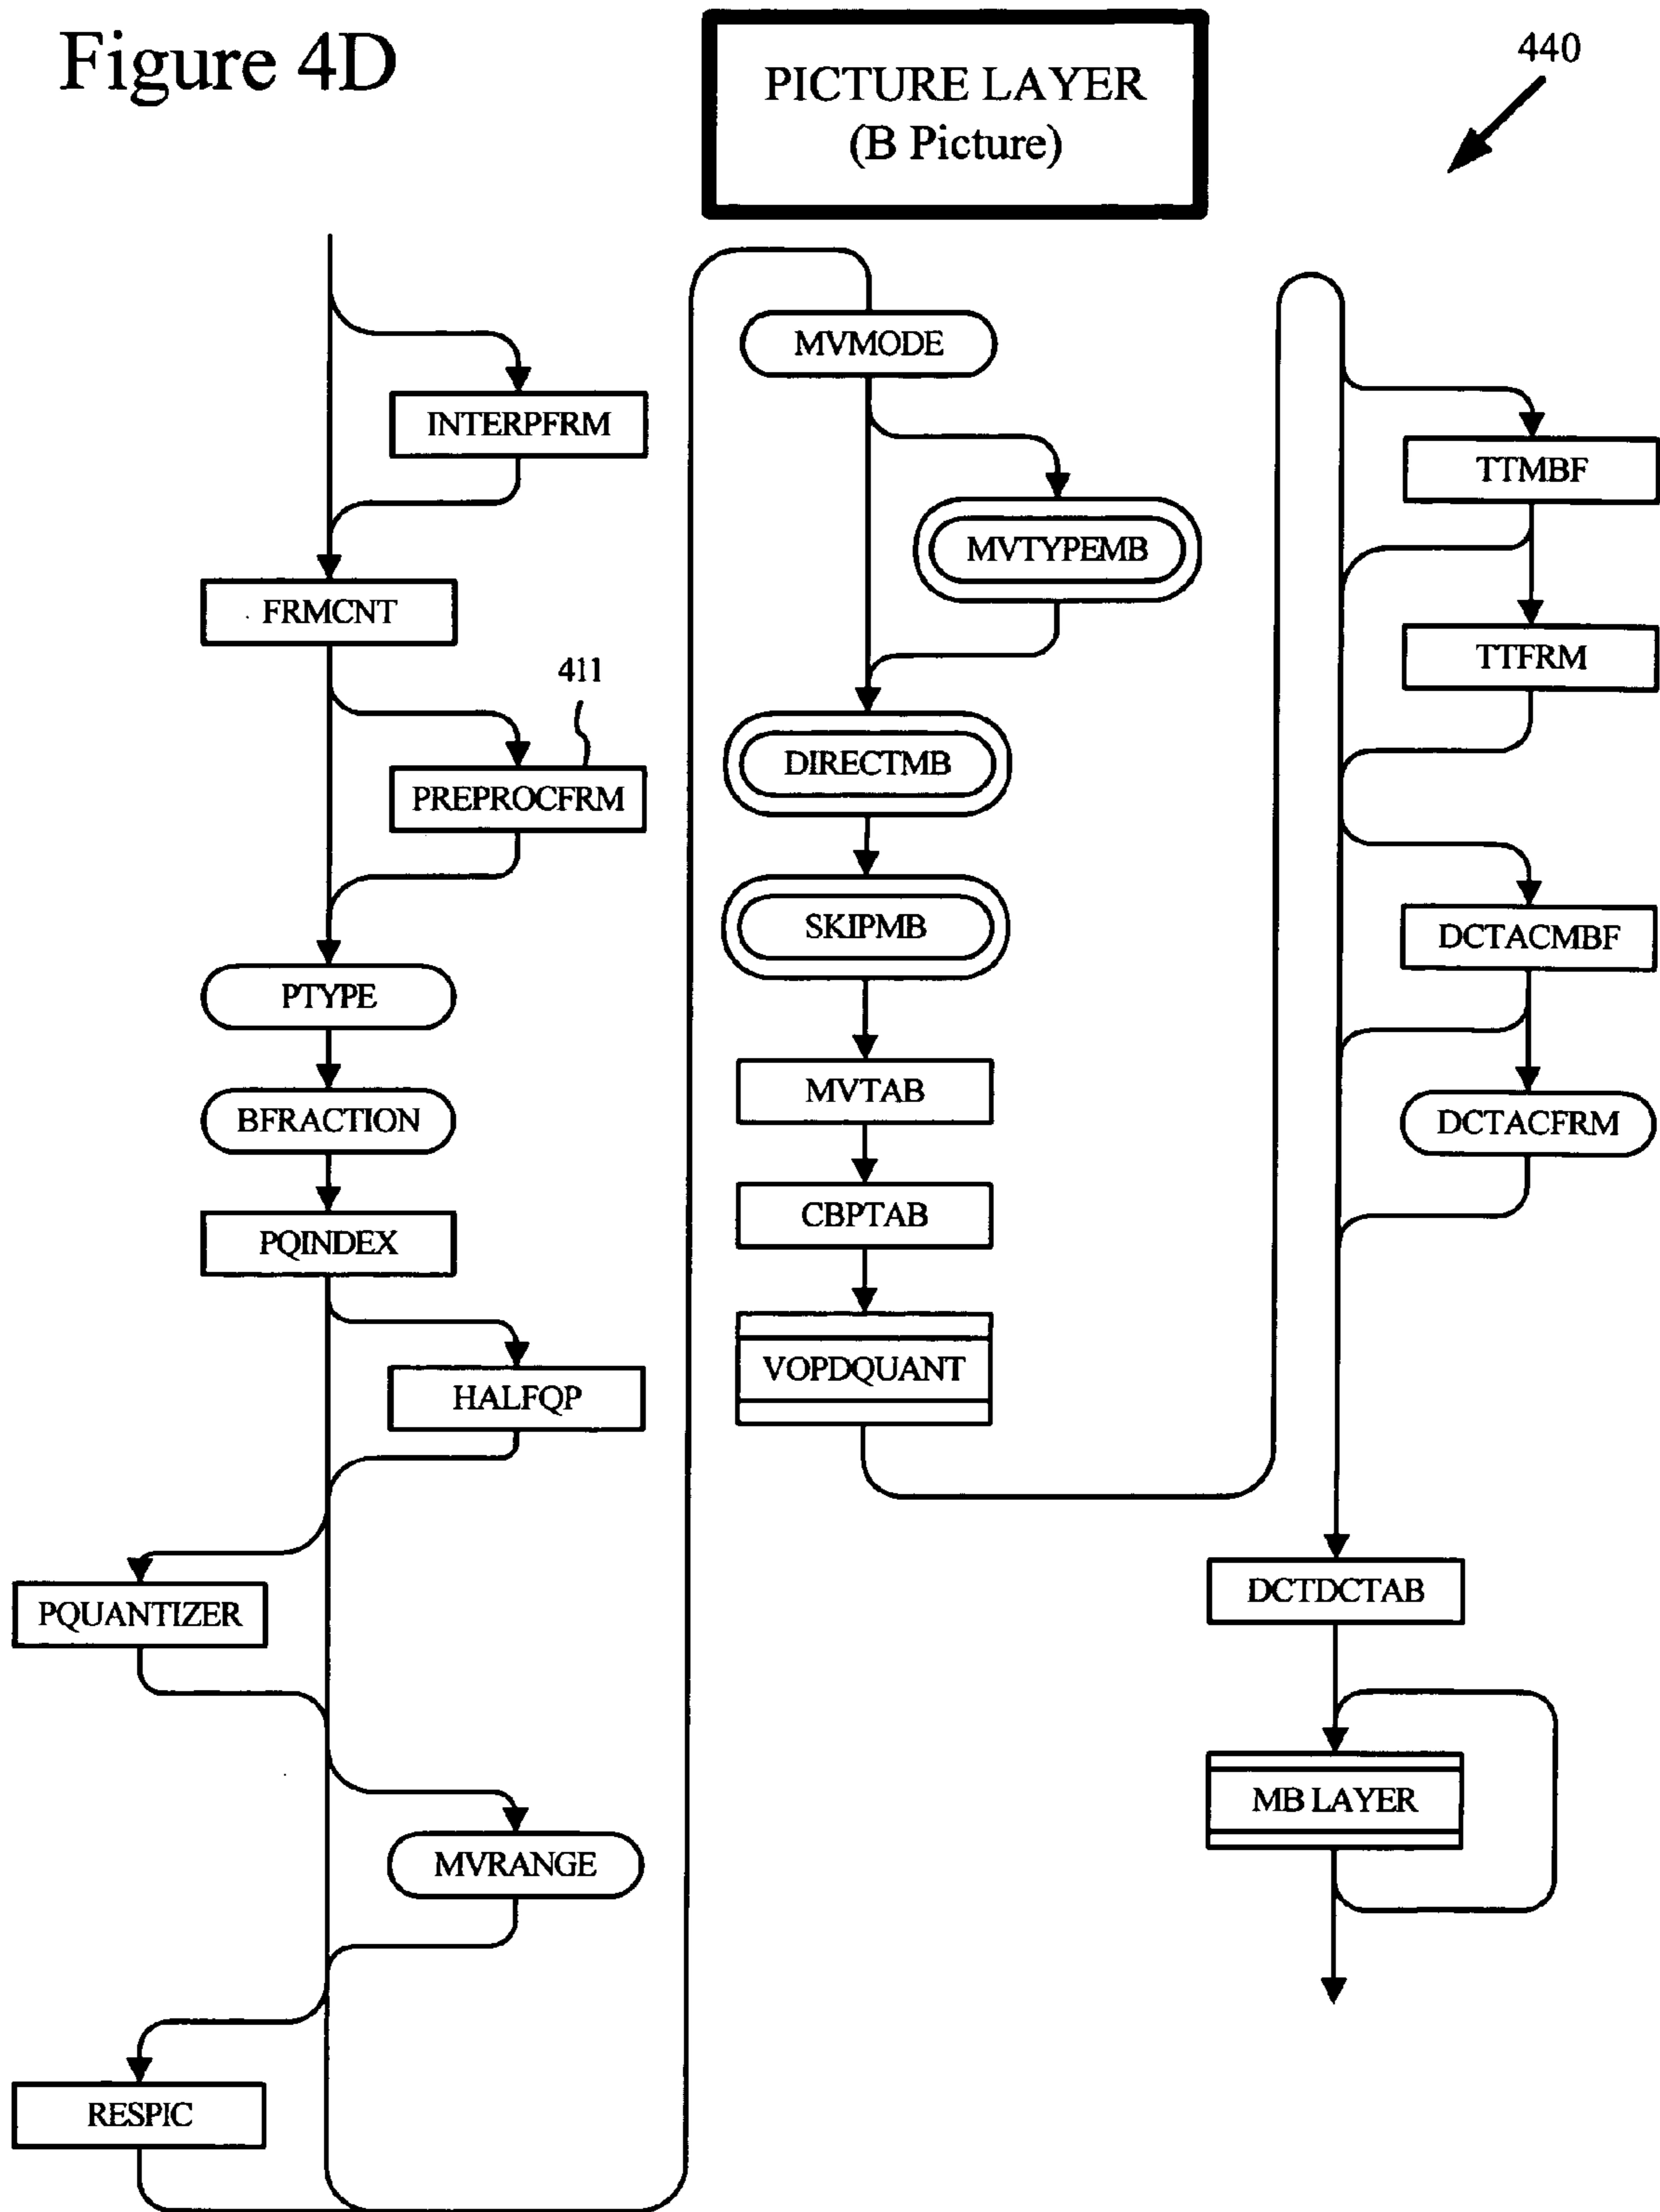 Figure 4D
PICTURE LAYER
(B Picture)
440
INTERPFRM
FRMCNT
411
PREPROCFRM
PTYPE
BFRACTION
PQINDEX
HALFQP
PQUANTIZER
MVRANGE
RESPIC
MVMODE
MVTYPEMB
DIRECTMB
SKIPMB
MVTAB
CBPTAB
VOPDQUANT
TTMBF
TTFRM
DCTACMBF
DCTACFRM
DCTDCTAB
MB LAYER